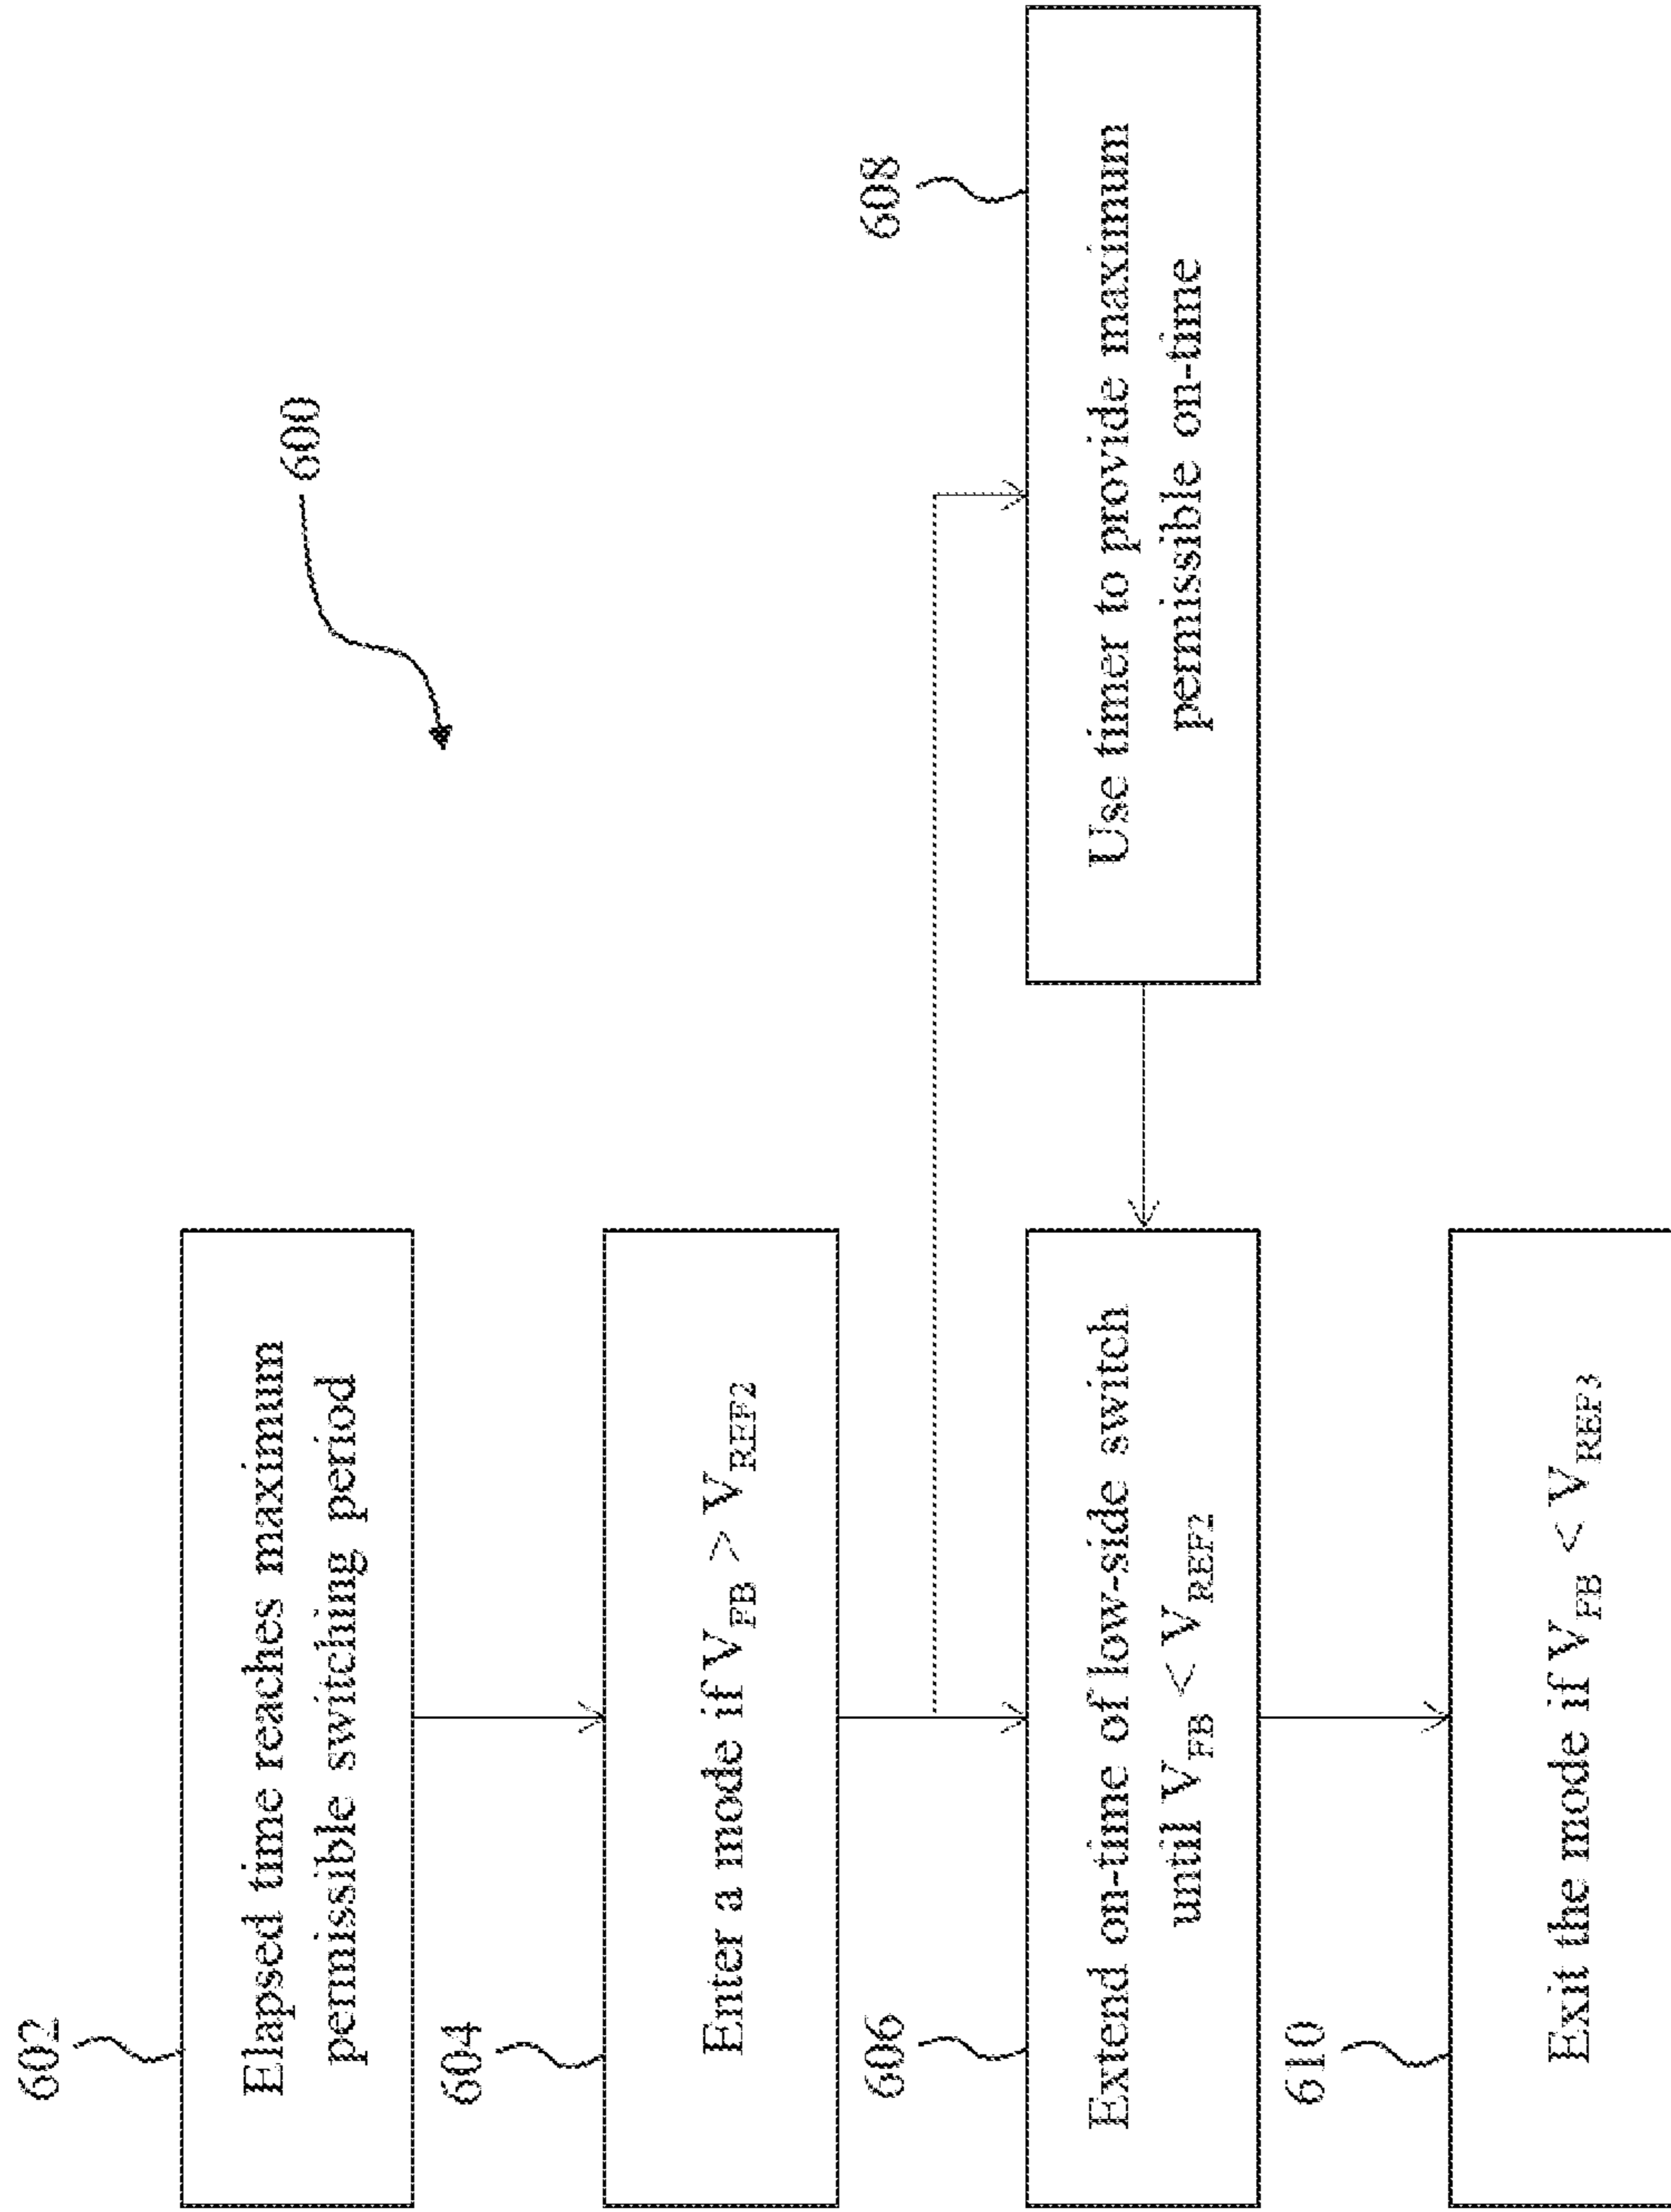 600
602
Elapsed time reaches maximum
permissible switching period
604
Enter a mode if V_FB > V_REF2
606
Extend on-time of low-side switch
until V_FB < V_REF2
608
Use timer to provide maximum
permissible on-time
610
Exit the mode if V_FB < V_REF3